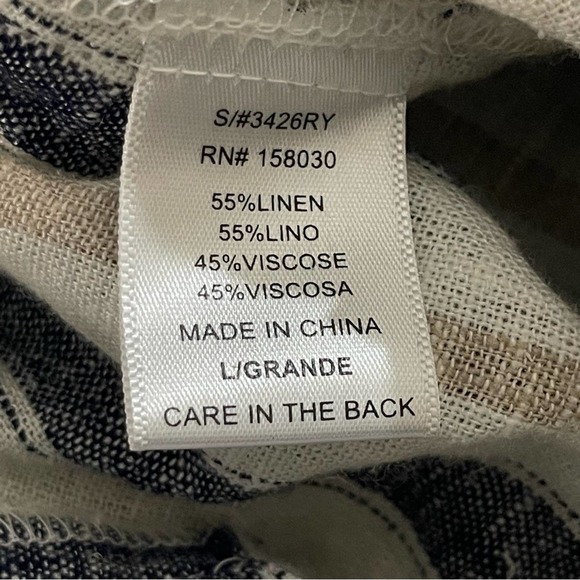 S/#3426RY
RN# 158030
55%LINEN
55%LINO
45%VISCOSE
45%VISCOSA
MADE IN CHINA
L/GRANDE
CARE IN THE BACK